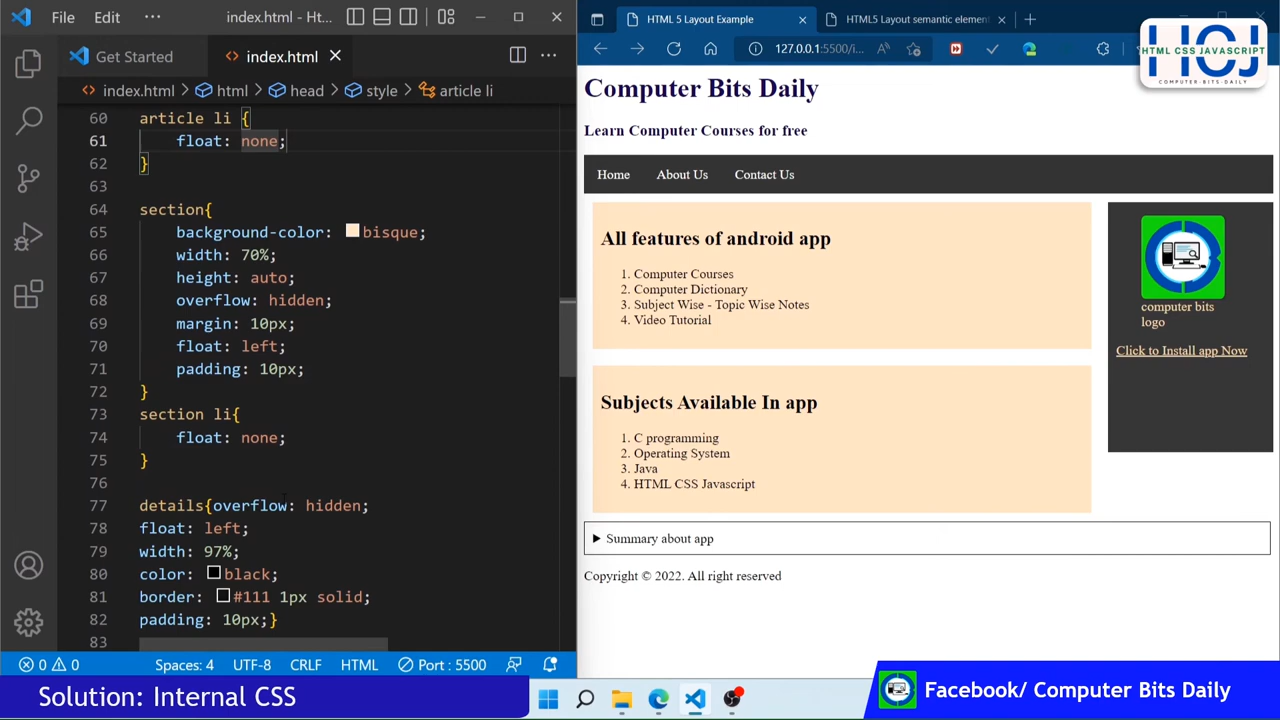 File Edit ··· index.html - Ht...
Get Started index.html
index.html > html > head > style > article li
60 article li {
61 float: none;
62 }
63
64 section{
65 background-color: bisque;
66 width: 70%;
67 height: auto;
68 overflow: hidden;
69 margin: 10px;
70 float: left;
71 padding: 10px;
72 }
73 section li{
74 float: none;
75 }
76
77 details{overflow: hidden;
78 float: left;
79 width: 97%;
80 color: black;
81 border: #111 1px solid;
82 padding: 10px;}
83
0 0 Spaces: 4 UTF-8 CRLF HTML Port : 5500
Solution: Internal CSS
HTML 5 Layout Example HTML5 Layout semantic element
127.0.0.1:5500/i...
HCJ
HTML CSS JAVASCRIPT
COMPUTER-BITS-DAILY
Computer Bits Daily
Learn Computer Courses for free
Home About Us Contact Us
All features of android app
1. Computer Courses
2. Computer Dictionary
3. Subject Wise - Topic Wise Notes
4. Video Tutorial
computer bits
logo
Click to Install app Now
Subjects Available In app
1. C programming
2. Operating System
3. Java
4. HTML CSS Javascript
Summary about app
Copyright © 2022. All right reserved
Facebook/ Computer Bits Daily